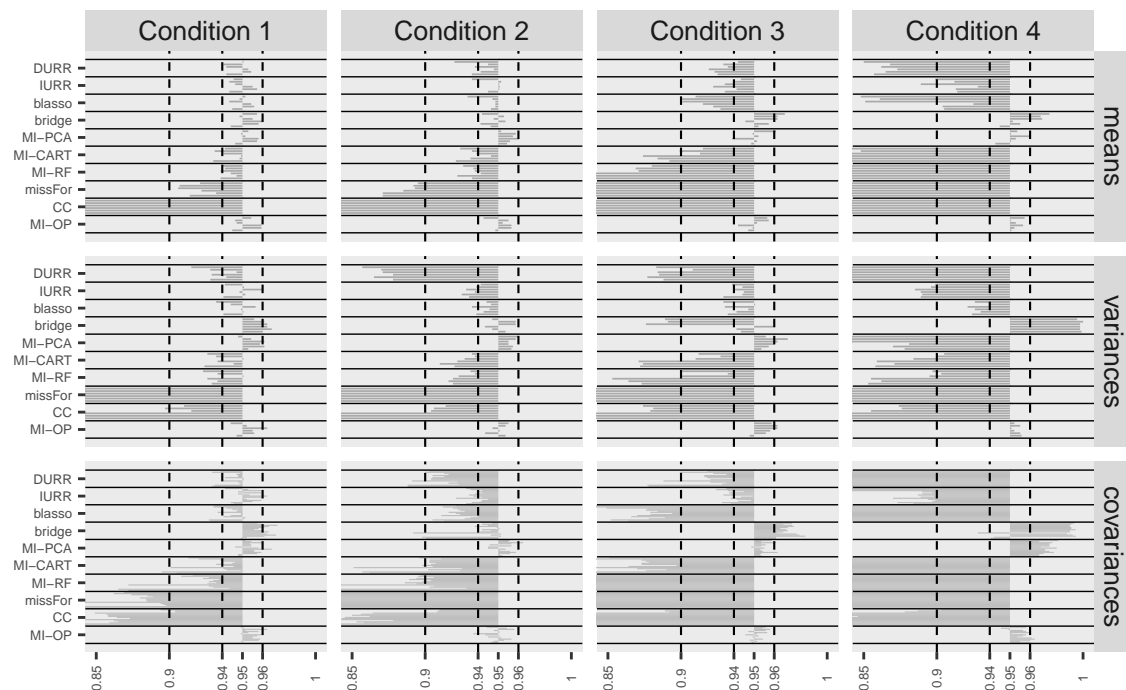 Condition 1 Condition 2 Condition 3 Condition 4
DURR
IURR
blasso
bridge
MI−PCA
MI−CART
MI−RF
missFor
CC
MI−OP
means
DURR
IURR
blasso
bridge
MI−PCA
MI−CART
MI−RF
missFor
CC
MI−OP
variances
DURR
IURR
blasso
bridge
MI−PCA
MI−CART
MI−RF
missFor
CC
MI−OP
covariances
0.85 0.9 0.94 0.95 0.96 1 0.85 0.9 0.94 0.95 0.96 1 0.85 0.9 0.94 0.95 0.96 1 0.85 0.9 0.94 0.95 0.96 1